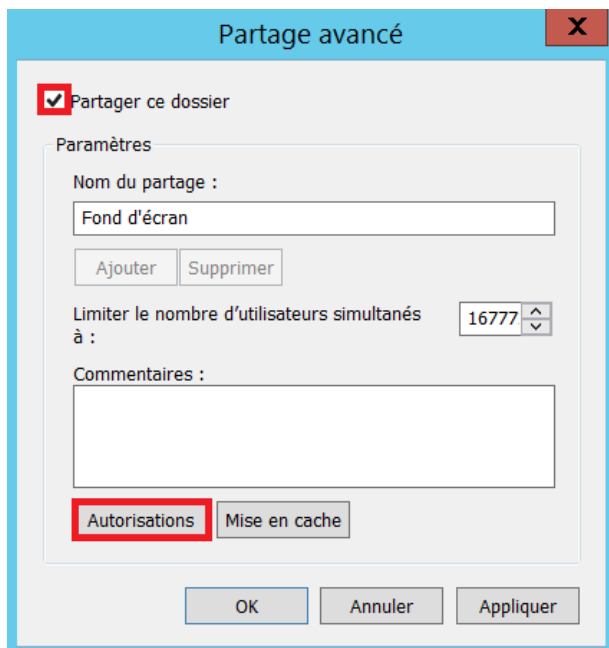 Partage avancé
X
Partager ce dossier
Paramètres
Nom du partage :
Fond d'écran
Ajouter Supprimer
Limiter le nombre d’utilisateurs simultanés
à :
16777
Commentaires :
Autorisations Mise en cache
OK Annuler Appliquer